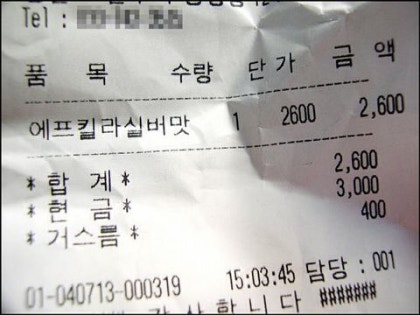 Tel :
품 목 수량 단가 금 액
에프킬라실버맛 1 2600 2,600
* 합 계 * 2,600
* 현 금 * 3,000
* 거스름 * 400
01-040713-000319 15:03:45 담당 : 001
감사합니다 #######